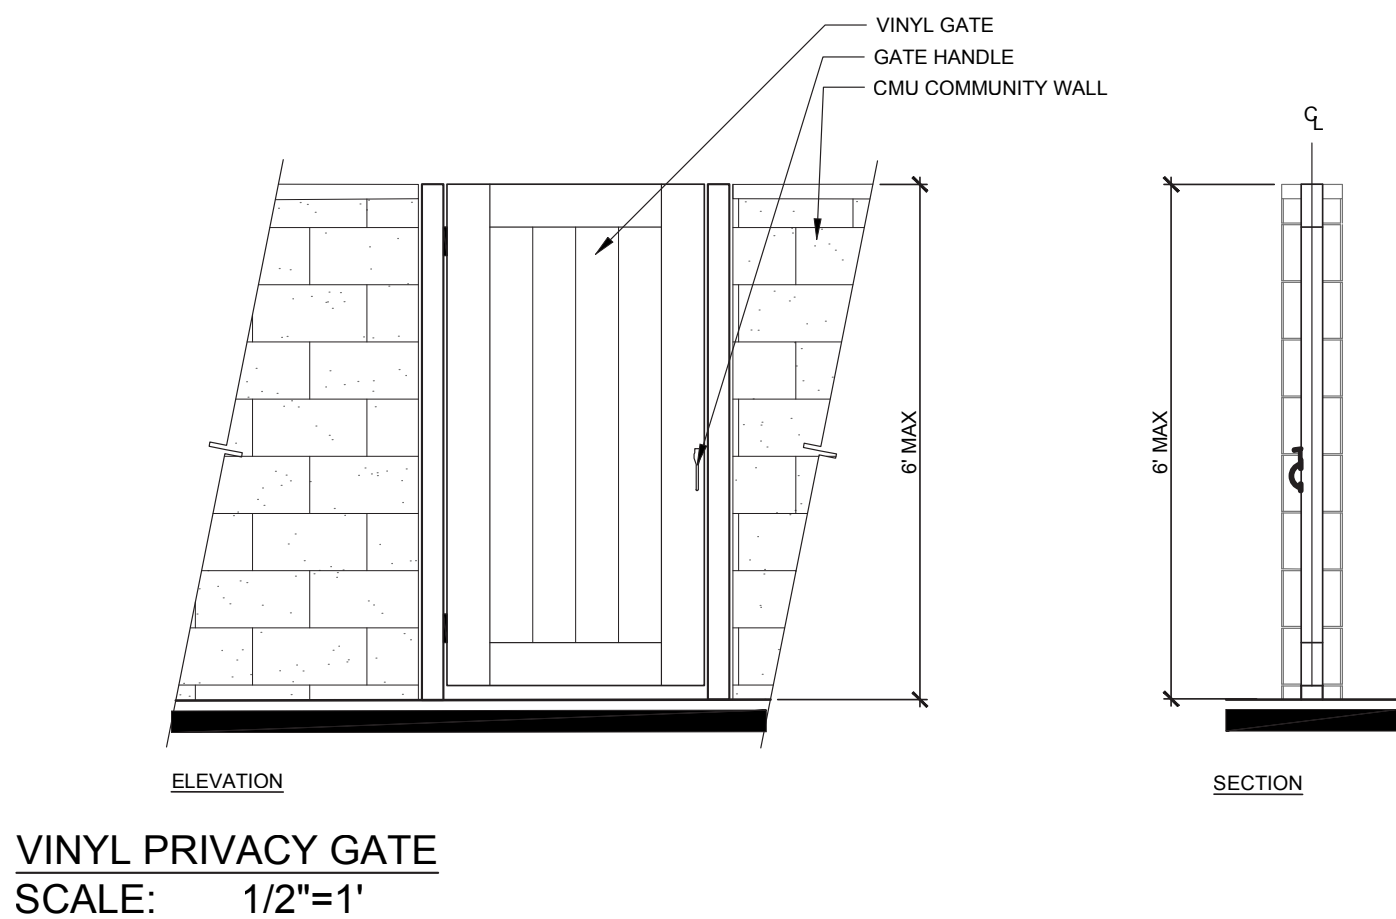 VINYL GATE
GATE HANDLE
CMU COMMUNITY WALL
CL
6' MAX
6' MAX
ELEVATION
SECTION
VINYL PRIVACY GATE
SCALE: 1/2"=1'